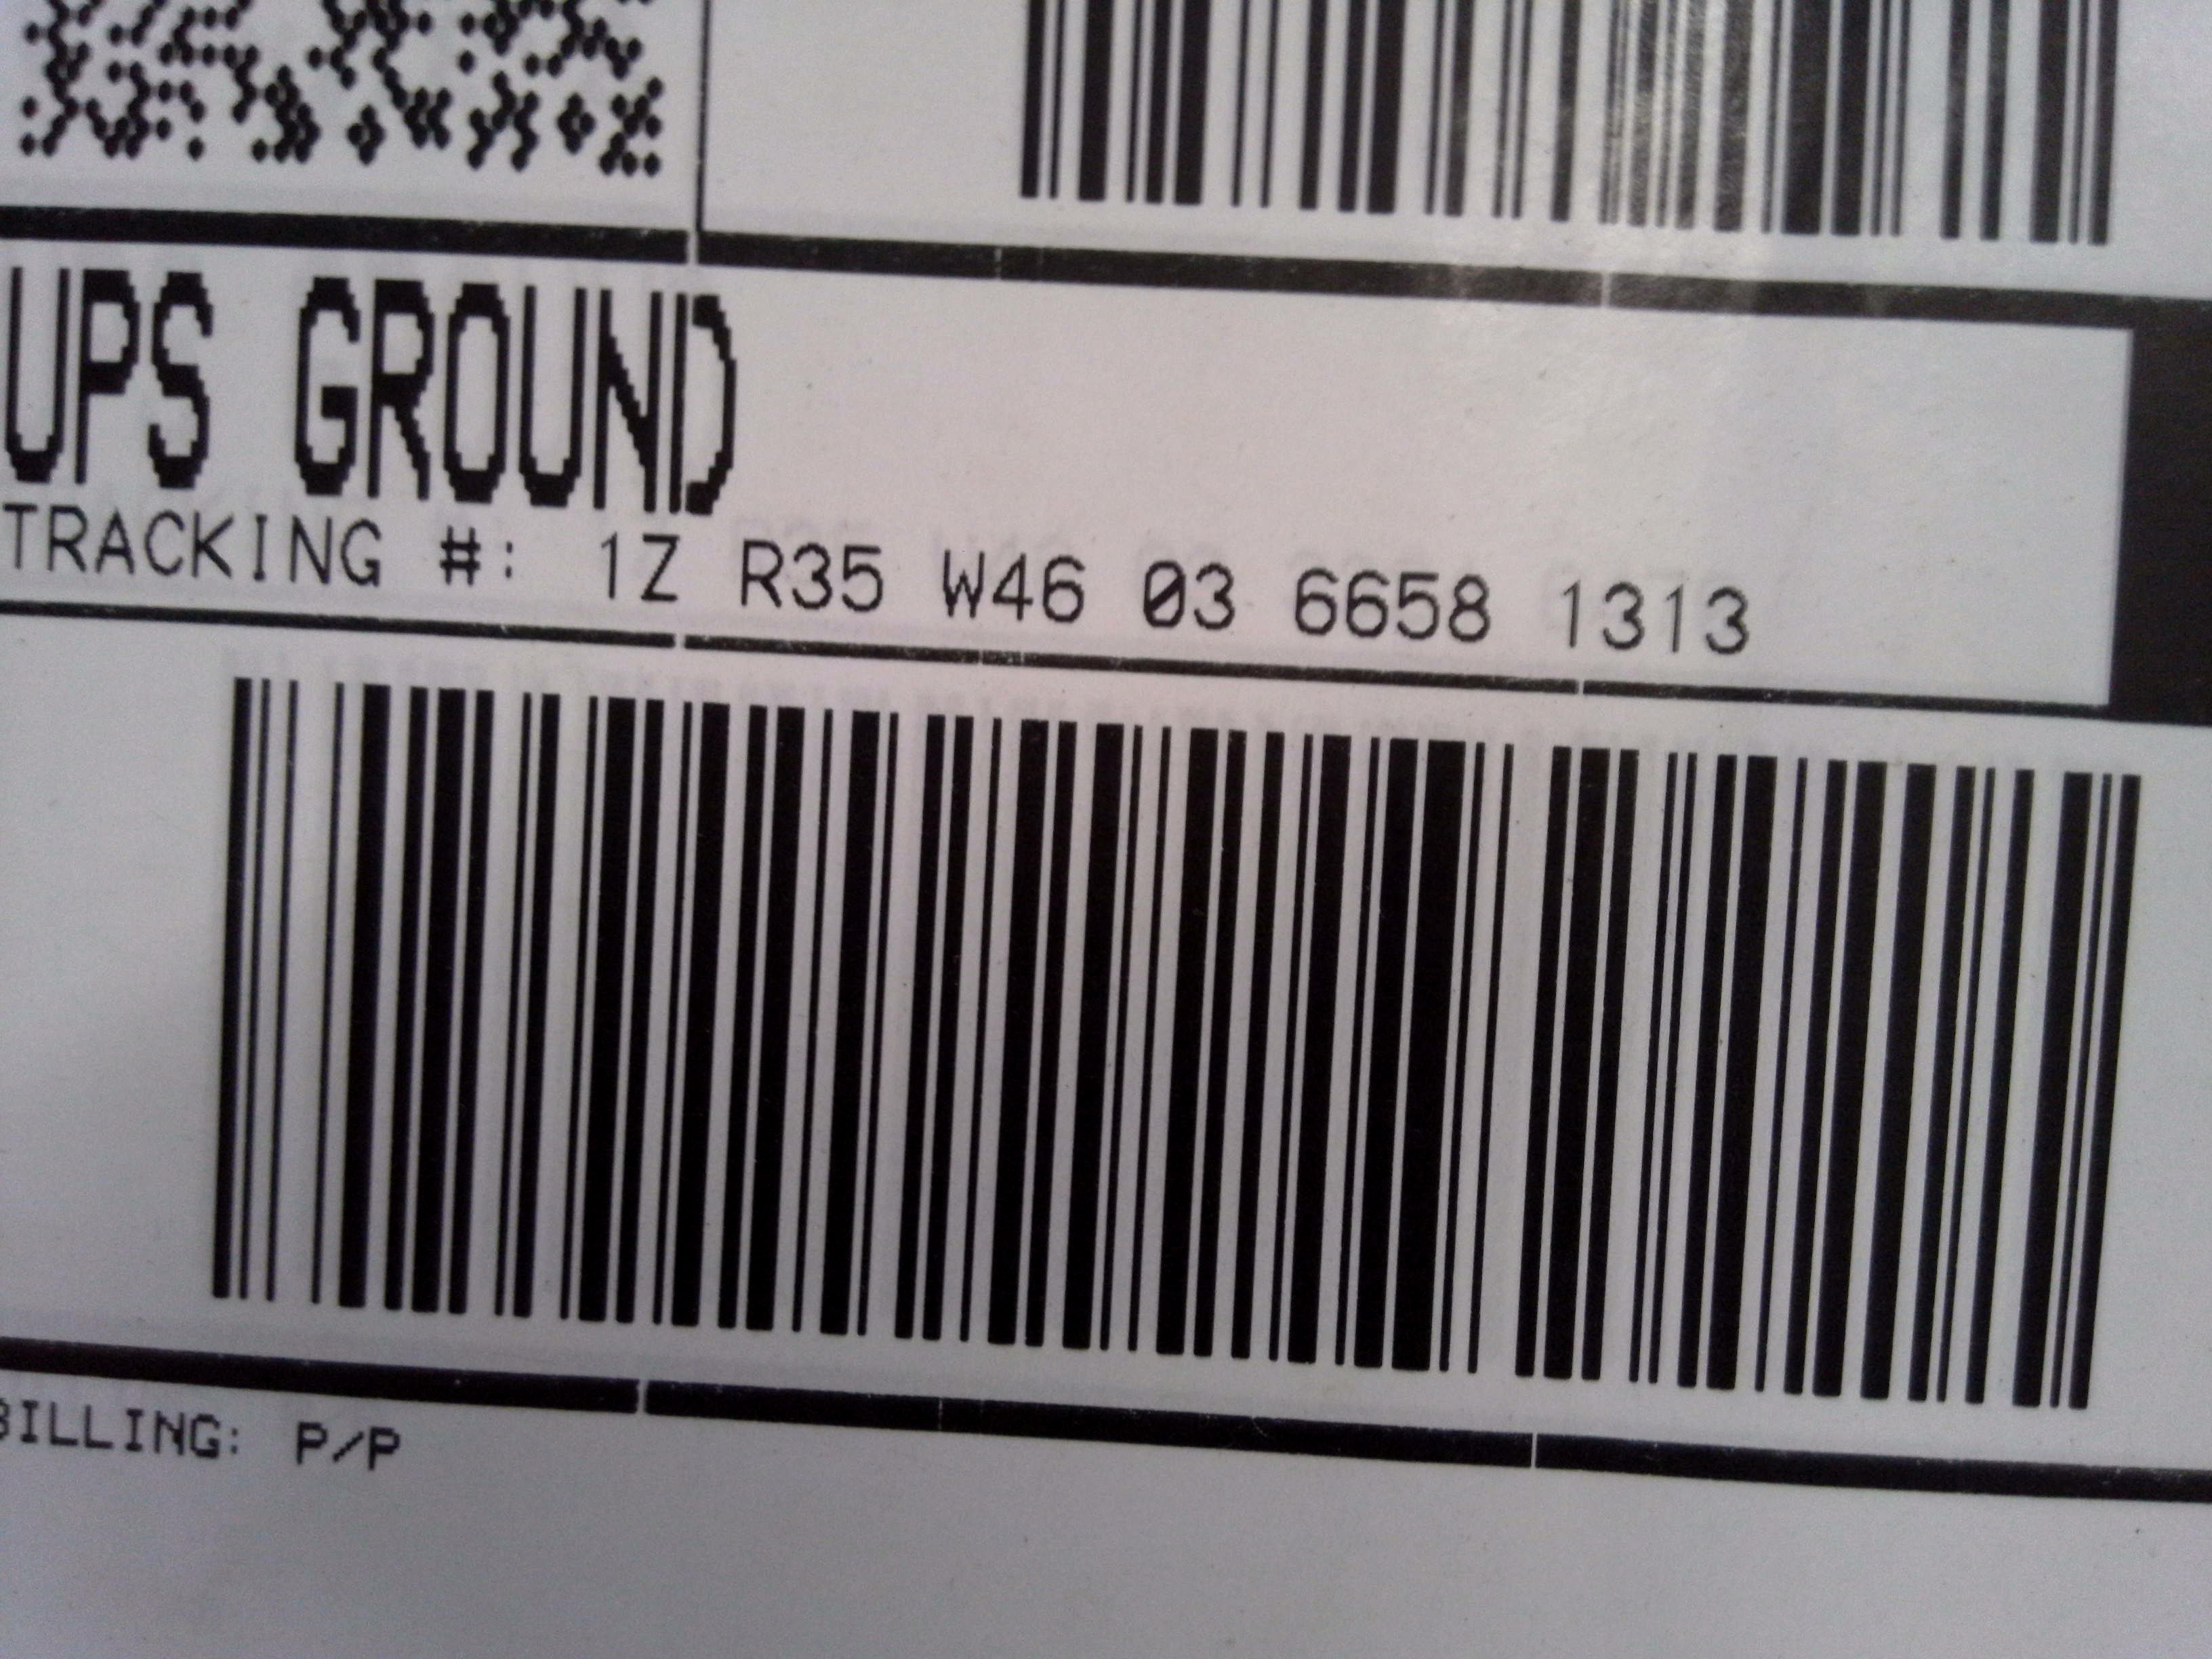 UPS GROUND
TRACKING #: 1Z R35 W46 03 6658 1313
BILLING: P/P